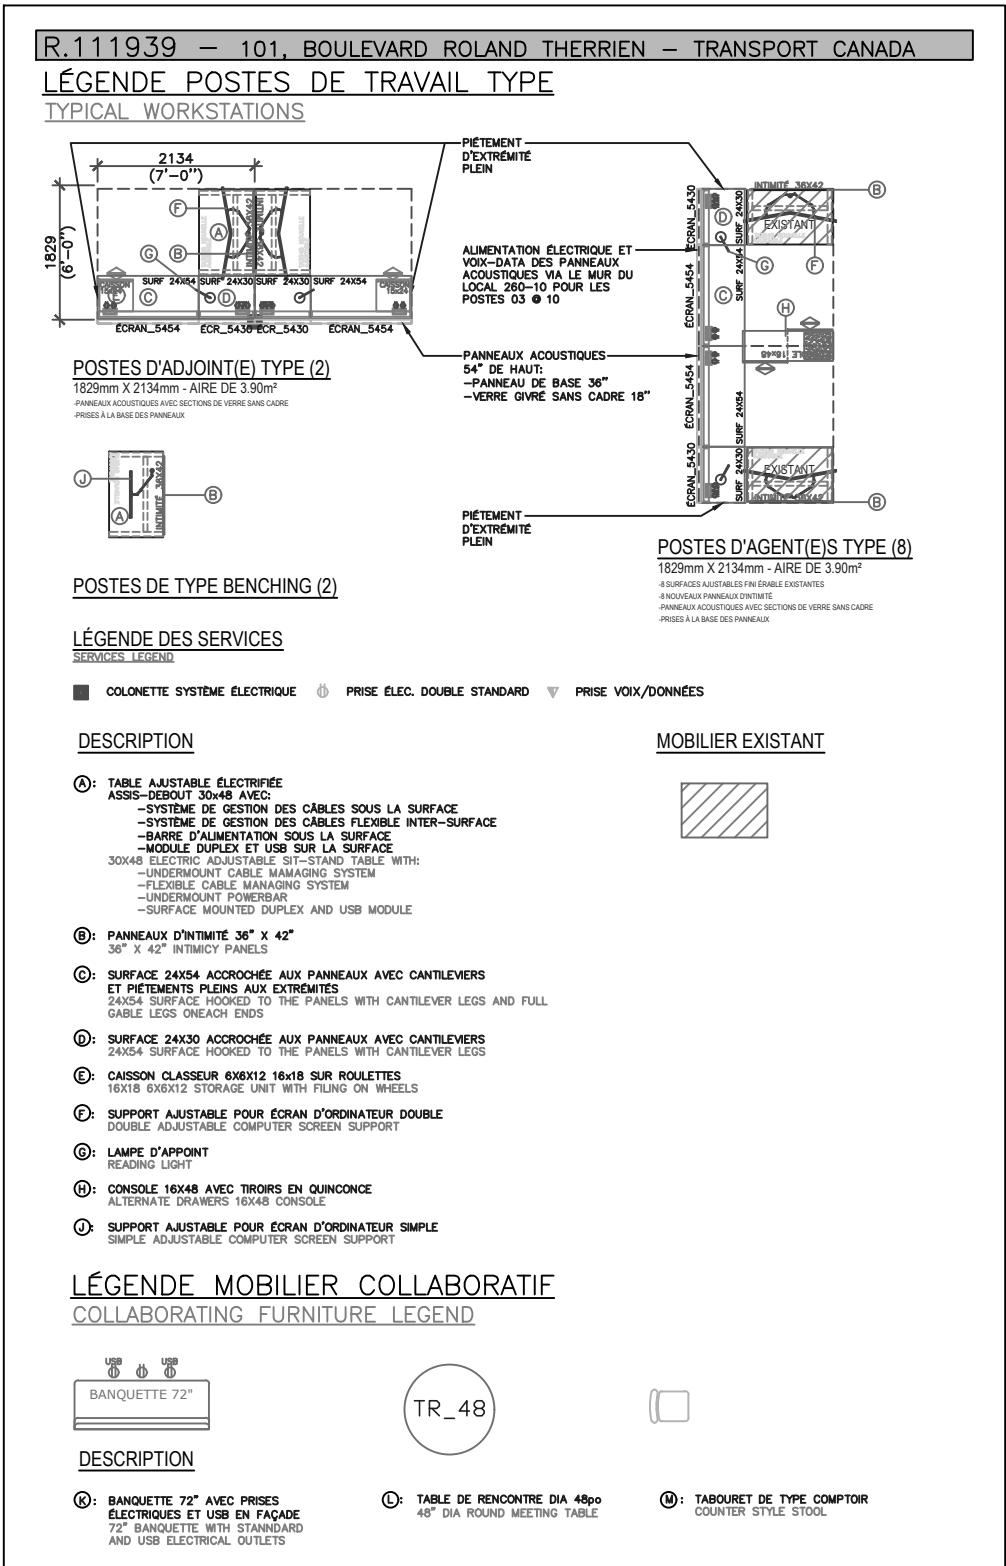 R.111939 – 101, BOULEVARD ROLAND THERRIEN – TRANSPORT CANADA
LÉGENDE POSTES DE TRAVAIL TYPE
TYPICAL WORKSTATIONS
2134
(7'-0'')
1829
(6'-0'')
F
A
G
B
SURF 24X54
SURF 24X30
SURF 24X30
SURF 24X54
CAISSON
E
C
D
ÉCRAN_5454
ÉCR_5430
ÉCR_5430
ÉCRAN_5454
POSTES D'ADJOINT(E) TYPE (2)
1829mm X 2134mm - AIRE DE 3.90m²
-PANNEAUX ACOUSTIQUES AVEC SECTIONS DE VERRE SANS CADRE
-PRISES À LA BASE DES PANNEAUX
PIÉTEMENT
D'EXTRÉMITÉ
PLEIN
ALIMENTATION ÉLECTRIQUE ET
VOIX-DATA DES PANNEAUX
ACOUSTIQUES VIA LE MUR DU
LOCAL 260-10 POUR LES
POSTES 03 @ 10
PANNEAUX ACOUSTIQUES
54" DE HAUT:
-PANNEAU DE BASE 36"
-VERRE GIVRÉ SANS CADRE 18"
PIÉTEMENT
D'EXTRÉMITÉ
PLEIN
INTIMITÉ 36X42
B
ÉCRAN_5430
D
SURF 24X30
EXISTANT
G
F
ÉCRAN_5454
C
SURF 24X54
H
ÉCRAN_5454
SURF 24X54
ÉCRAN_5430
SURF 24X30
EXISTANT
INTIMITÉ 36X42
B
POSTES D'AGENT(E)S TYPE (8)
1829mm X 2134mm - AIRE DE 3.90m²
-8 SURFACES AJUSTABLES FINI ÉRABLE EXISTANTES
-8 NOUVEAUX PANNEAUX D'INTIMITÉ
-PANNEAUX ACOUSTIQUES AVEC SECTIONS DE VERRE SANS CADRE
-PRISES À LA BASE DES PANNEAUX
J
A
INTIMITÉ 36X42
B
POSTES DE TYPE BENCHING (2)
LÉGENDE DES SERVICES
SERVICES LEGEND
COLONETTE SYSTÈME ÉLECTRIQUE
PRISE ÉLEC. DOUBLE STANDARD
PRISE VOIX/DONNÉES
DESCRIPTION
MOBILIER EXISTANT
A: TABLE AJUSTABLE ÉLECTRIFIÉE
ASSIS-DEBOUT 30x48 AVEC:
-SYSTÈME DE GESTION DES CÂBLES SOUS LA SURFACE
-SYSTÈME DE GESTION DES CÂBLES FLEXIBLE INTER-SURFACE
-BARRE D'ALIMENTATION SOUS LA SURFACE
-MODULE DUPLEX ET USB SUR LA SURFACE
30X48 ELECTRIC ADJUSTABLE SIT-STAND TABLE WITH:
-UNDERMOUNT CABLE MAMAGING SYSTEM
-FLEXIBLE CABLE MANAGING SYSTEM
-UNDERMOUNT POWERBAR
-SURFACE MOUNTED DUPLEX AND USB MODULE
B: PANNEAUX D'INTIMITÉ 36" X 42"
36" X 42" INTIMICY PANELS
C: SURFACE 24X54 ACCROCHÉE AUX PANNEAUX AVEC CANTILEVIERS
ET PIÉTEMENTS PLEINS AUX EXTRÉMITÉS
24X54 SURFACE HOOKED TO THE PANELS WITH CANTILEVER LEGS AND FULL
GABLE LEGS ONEACH ENDS
D: SURFACE 24X30 ACCROCHÉE AUX PANNEAUX AVEC CANTILEVIERS
24X54 SURFACE HOOKED TO THE PANELS WITH CANTILEVER LEGS
E: CAISSON CLASSEUR 6X6X12 16x18 SUR ROULETTES
16X18 6X6X12 STORAGE UNIT WITH FILING ON WHEELS
F: SUPPORT AJUSTABLE POUR ÉCRAN D'ORDINATEUR DOUBLE
DOUBLE ADJUSTABLE COMPUTER SCREEN SUPPORT
G: LAMPE D'APPOINT
READING LIGHT
H: CONSOLE 16X48 AVEC TIROIRS EN QUINCONCE
ALTERNATE DRAWERS 16X48 CONSOLE
J: SUPPORT AJUSTABLE POUR ÉCRAN D'ORDINATEUR SIMPLE
SIMPLE ADJUSTABLE COMPUTER SCREEN SUPPORT
LÉGENDE MOBILIER COLLABORATIF
COLLABORATING FURNITURE LEGEND
USB USB
BANQUETTE 72"
TR_48
DESCRIPTION
K: BANQUETTE 72" AVEC PRISES
ÉLECTRIQUES ET USB EN FAÇADE
72" BANQUETTE WITH STANNDARD
AND USB ELECTRICAL OUTLETS
L: TABLE DE RENCONTRE DIA 48po
48" DIA ROUND MEETING TABLE
M: TABOURET DE TYPE COMPTOIR
COUNTER STYLE STOOL